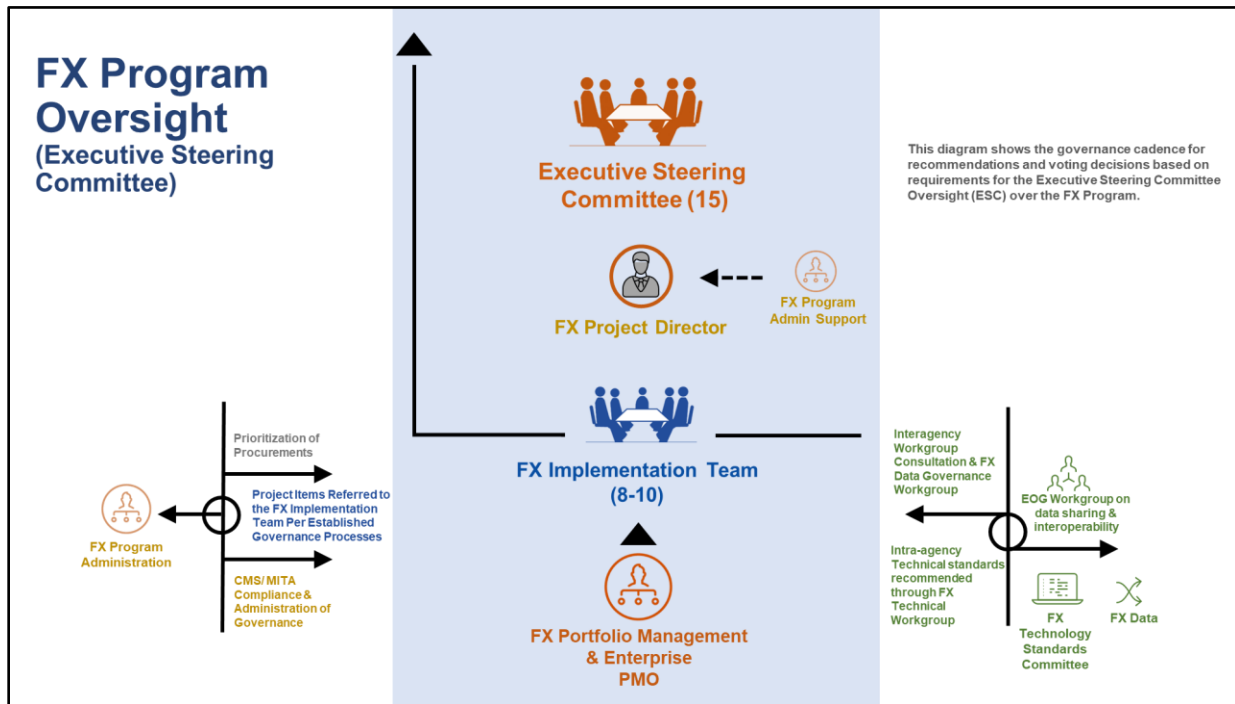 FX Program
Oversight
(Executive Steering
Committee)
Executive Steering
Committee (15)
This diagram shows the governance cadence for
recommendations and voting decisions based on
requirements for the Executive Steering Committee
Oversight (ESC) over the FX Program.
FX Project Director
FX Program
Admin Support
FX Implementation Team
(8-10)
FX Portfolio Management
& Enterprise
PMO
Prioritization of
Procurements
Project Items Referred to
the FX Implementation
Team Per Established
Governance Processes
FX Program
Administration
CMS/ MITA
Compliance &
Administration of
Governance
Interagency
Workgroup
Consultation & FX
Data Governance
Workgroup
EOG Workgroup on
data sharing &
interoperability
Intra-agency
Technical standards
recommended
through FX
Technical
Workgroup
FX
Technology
Standards
Committee
FX Data